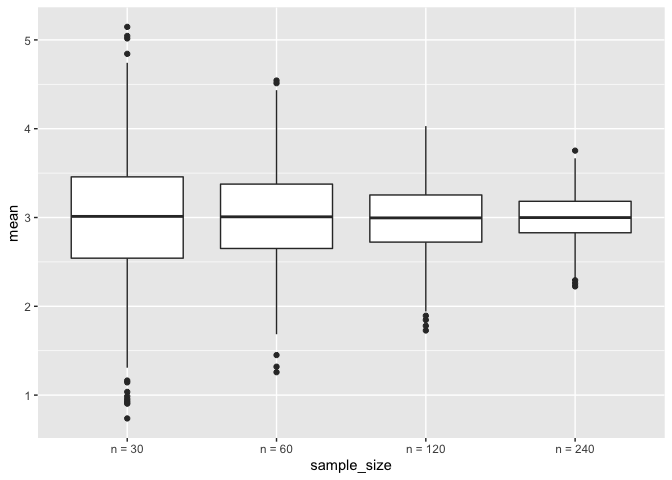 mean
5
4
3
2
1
n = 30 n = 60 n = 120 n = 240
sample_size